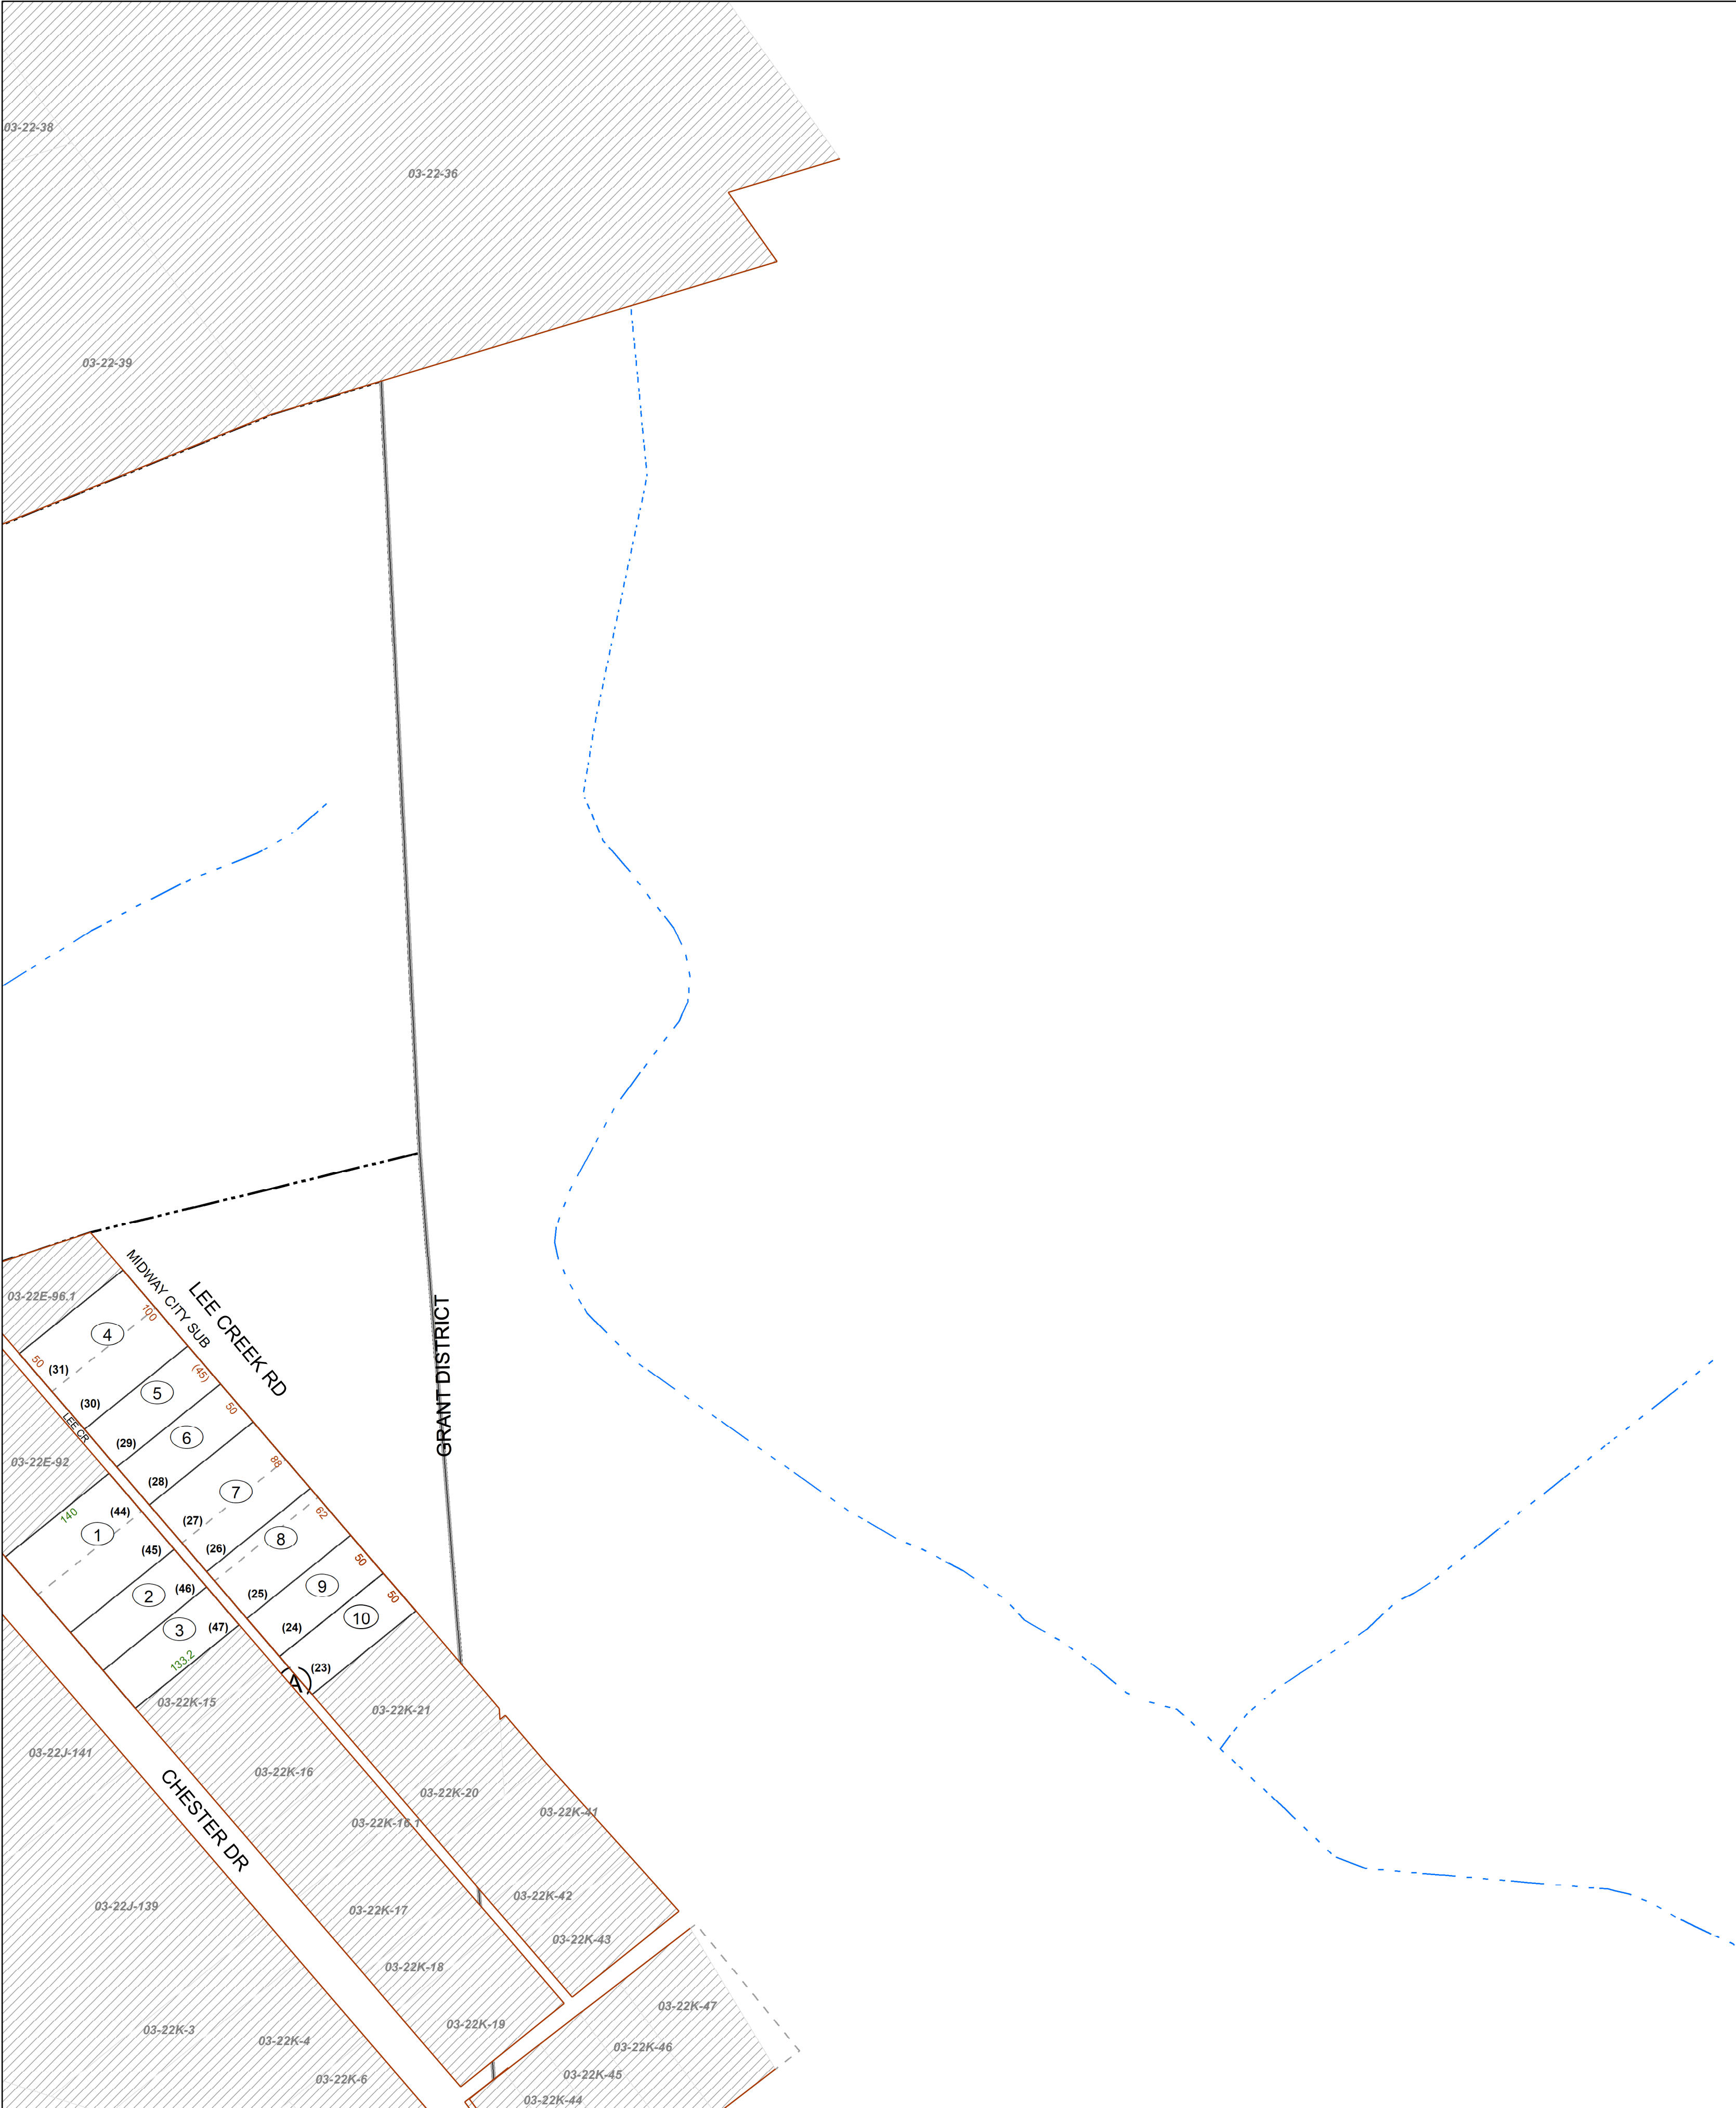 03-22-38
03-22-36
03-22-39
03-22E-96.1
MIDWAY CITY SUB
LEE CREEK RD
GRANT DISTRICT
100
4
50
(31)
(45)
5
(30)
50
LEE CR
6
(29)
03-22E-92
88
(28)
7
140
(44)
62
1
(27)
8
(45)
(26)
50
9
2
(46)
(25)
50
10
3
(47)
(24)
133.2
(23)
A
03-22K-15
03-22K-21
03-22J-141
03-22K-16
CHESTER DR
03-22K-20
03-22K-41
03-22K-16.1
03-22K-42
03-22J-139
03-22K-17
03-22K-43
03-22K-18
03-22K-47
03-22K-19
03-22K-3
03-22K-4
03-22K-46
03-22K-45
03-22K-6
03-22K-44